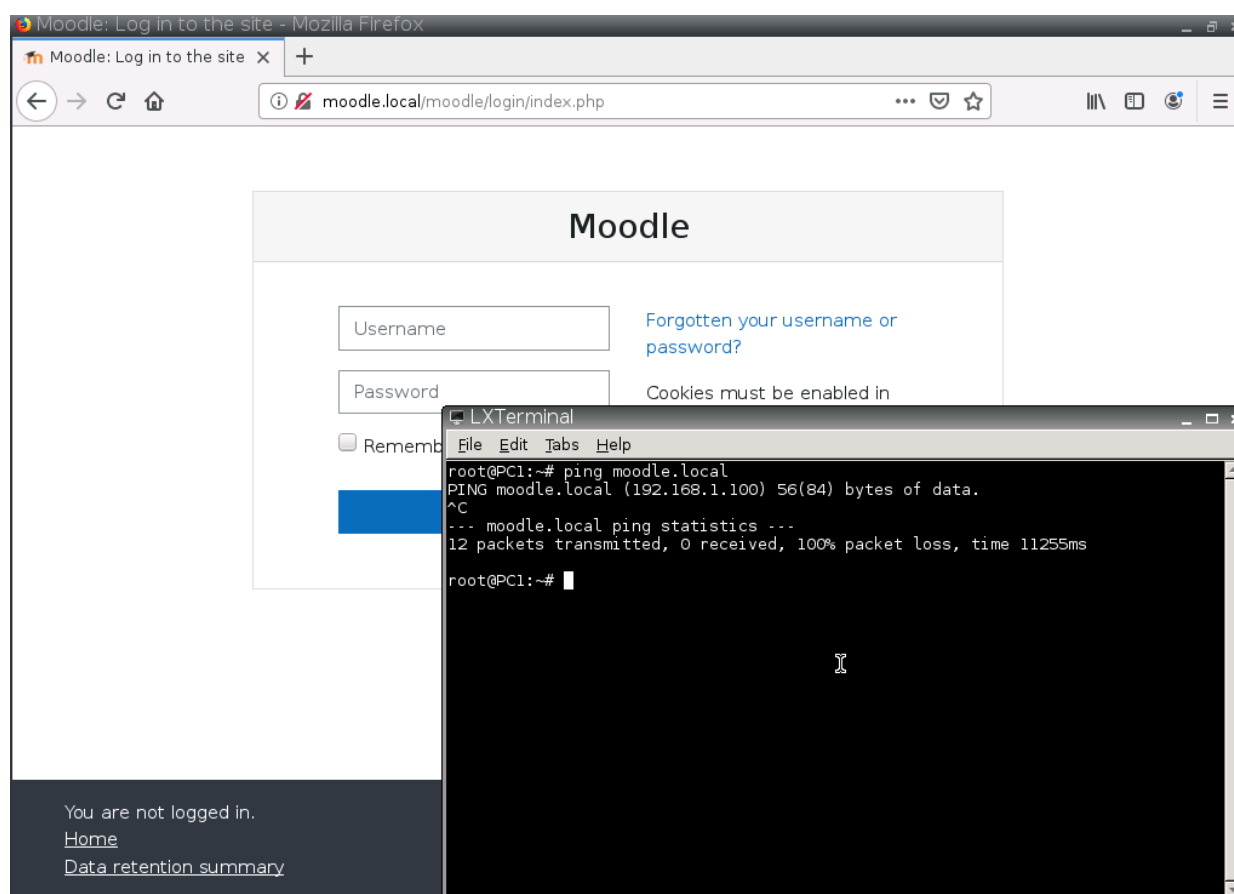 Moodle: Log in to the site - Mozilla Firefox
Moodle: Log in to the site
moodle.local/moodle/login/index.php
Moodle
Username
Forgotten your username or
password?
Password
Cookies must be enabled in
Rememb
LXTerminal
File Edit Tabs Help
root@PC1:~# ping moodle.local
PING moodle.local (192.168.1.100) 56(84) bytes of data.
^C
--- moodle.local ping statistics ---
12 packets transmitted, 0 received, 100% packet loss, time 11255ms
root@PC1:~#
You are not logged in.
Home
Data retention summary